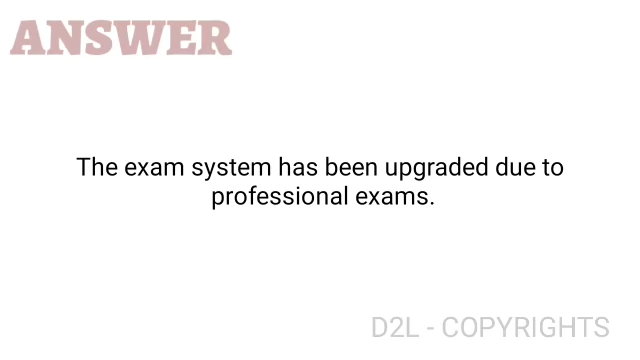 ANSWER
The exam system has been upgraded due to
professional exams.
D2L - COPYRIGHTS